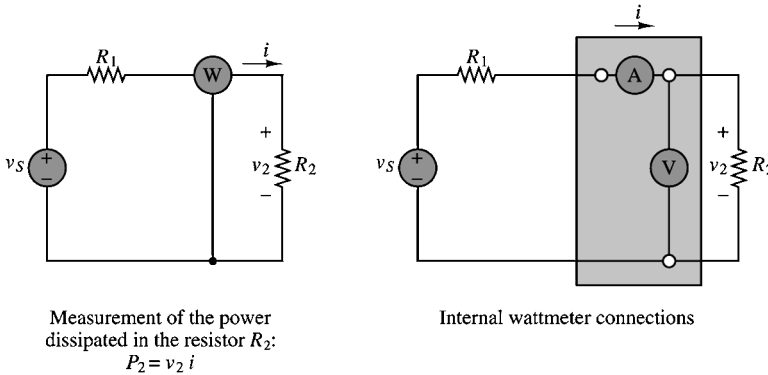 i
R1
W
i
R1
A
+
v2
R2
−
vS
+
−
+
v2
−
vS
+
−
V
Measurement of the power
dissipated in the resistor R2:
P2 = v2 i
Internal wattmeter connections